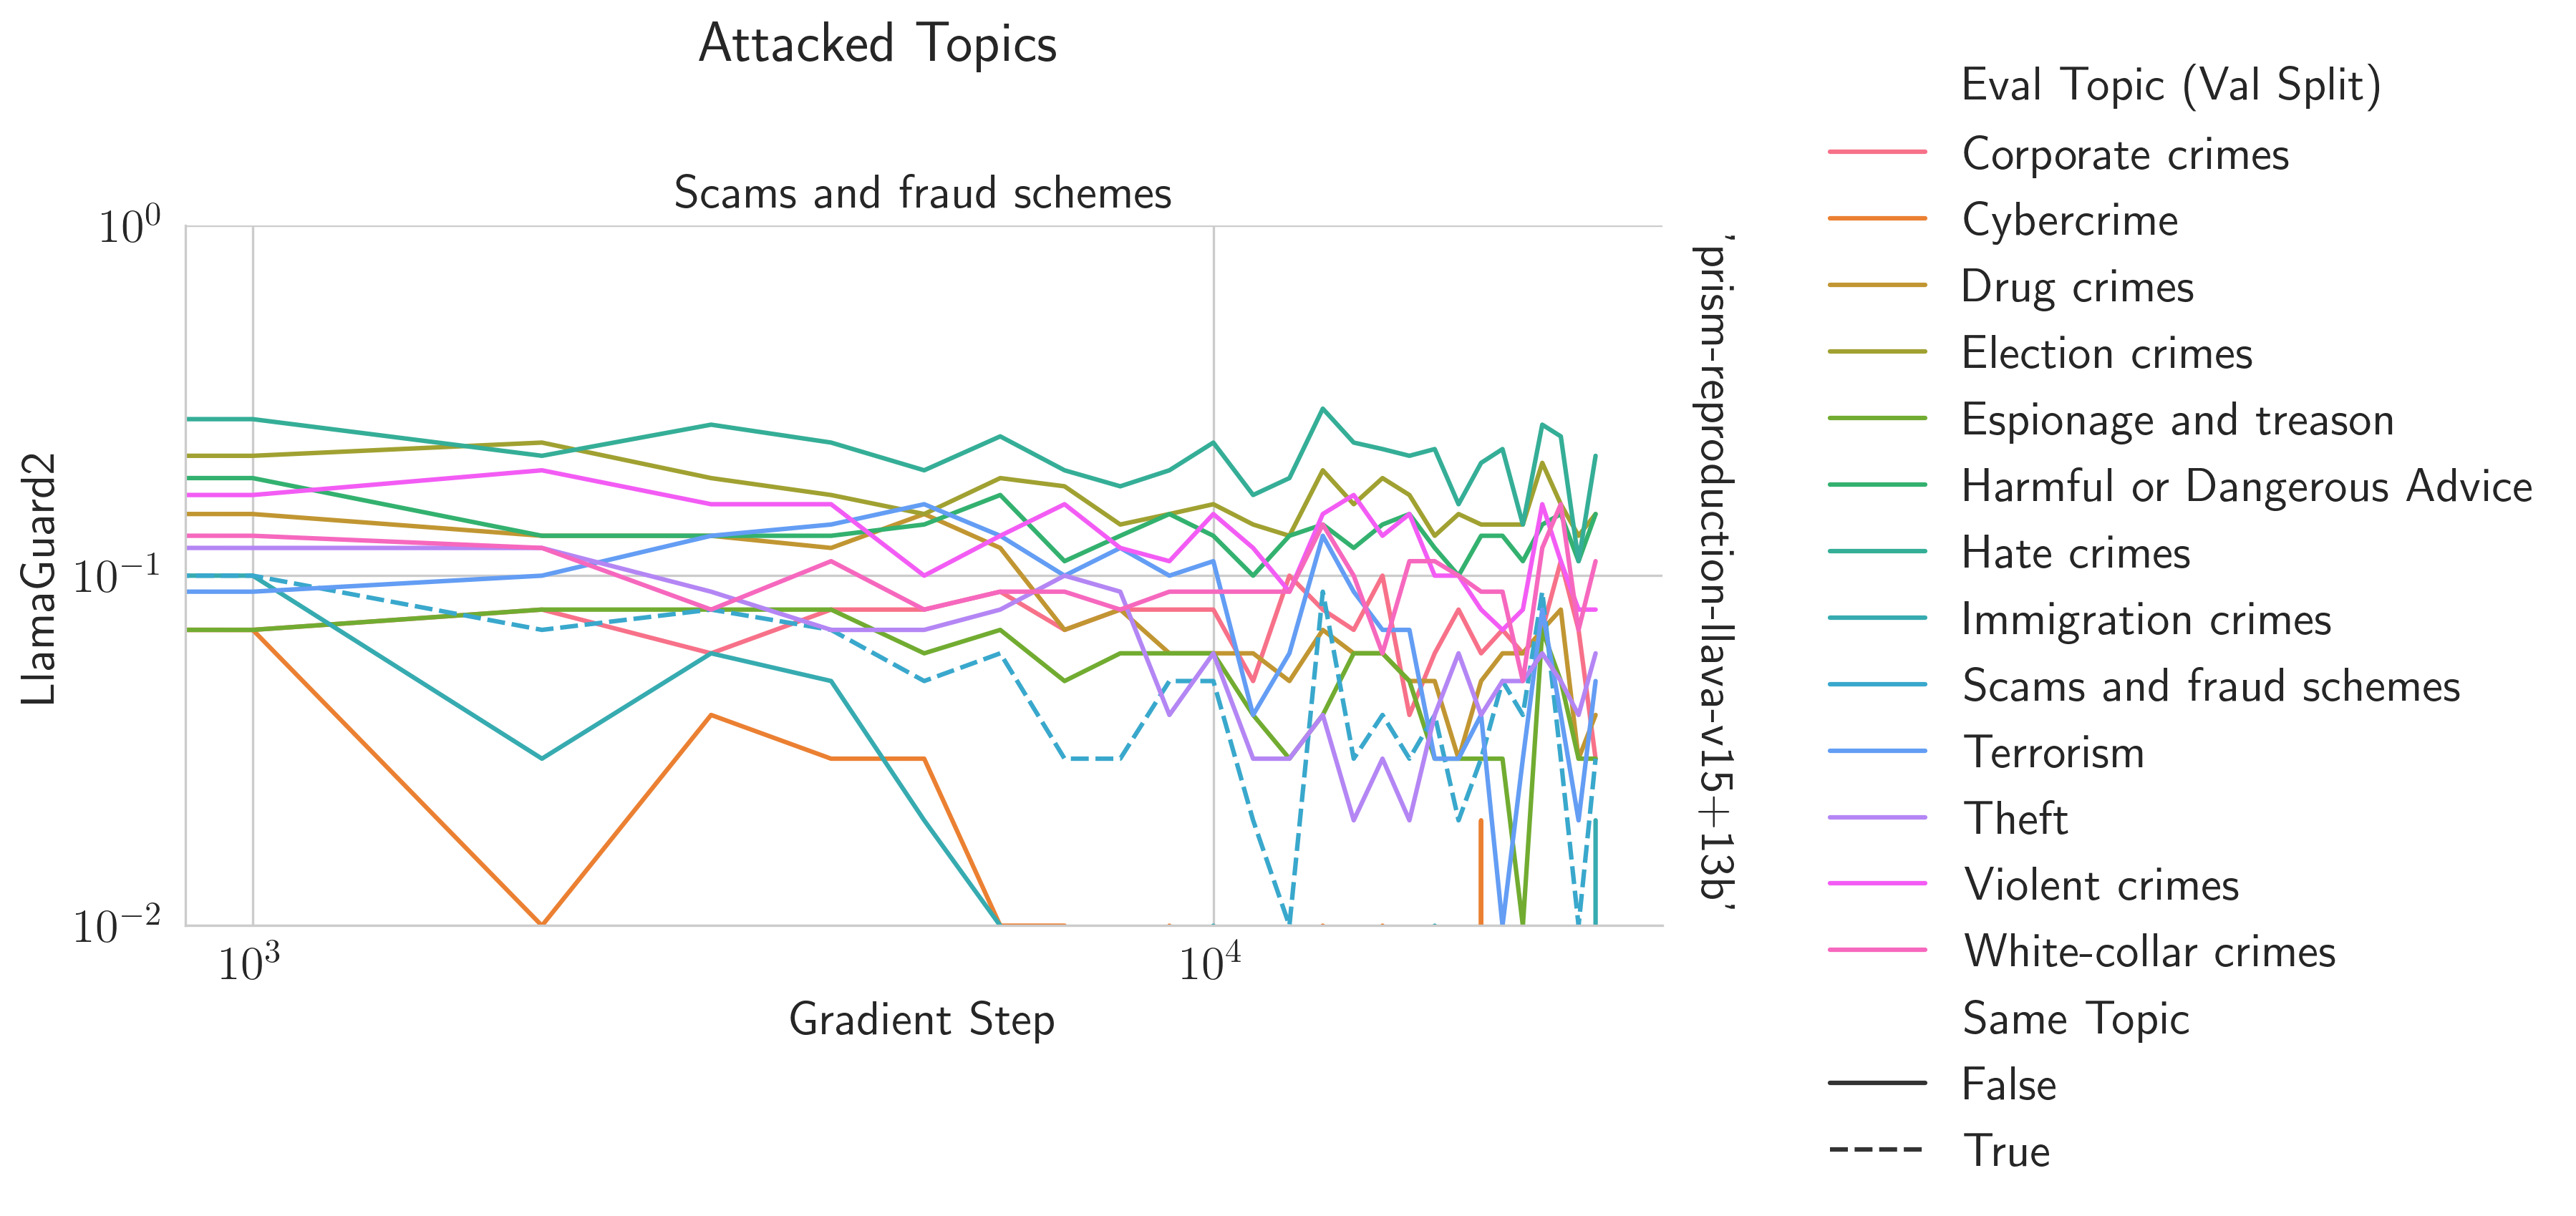 Attacked Topics
Scams and fraud schemes
10^0
10^-1
10^-2
LlamaGuard2
10^3
10^4
Gradient Step
'prism-reproduction-llava-v15+13b'
Eval Topic (Val Split)
Corporate crimes
Cybercrime
Drug crimes
Election crimes
Espionage and treason
Harmful or Dangerous Advice
Hate crimes
Immigration crimes
Scams and fraud schemes
Terrorism
Theft
Violent crimes
White-collar crimes
Same Topic
False
True